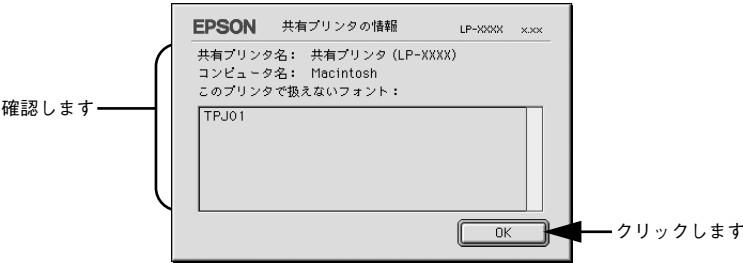 EPSON 共有プリンタの情報 LP-XXXX x.xx
共有プリンタ名： 共有プリンタ (LP-XXXX)
コンピュータ名： Macintosh
このプリンタで扱えないフォント：
確認します
TPJ01
OK
クリックします